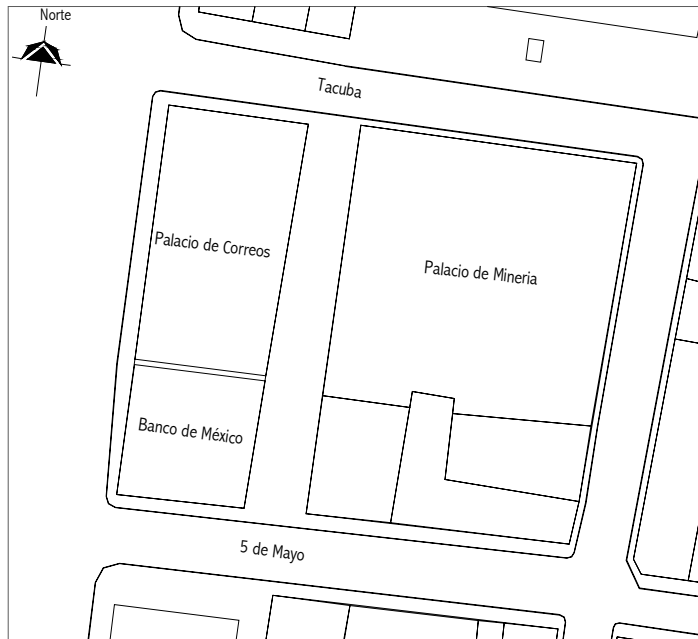 Norte
Tacuba
Palacio de Correos
Palacio de Mineria
Banco de México
5 de Mayo